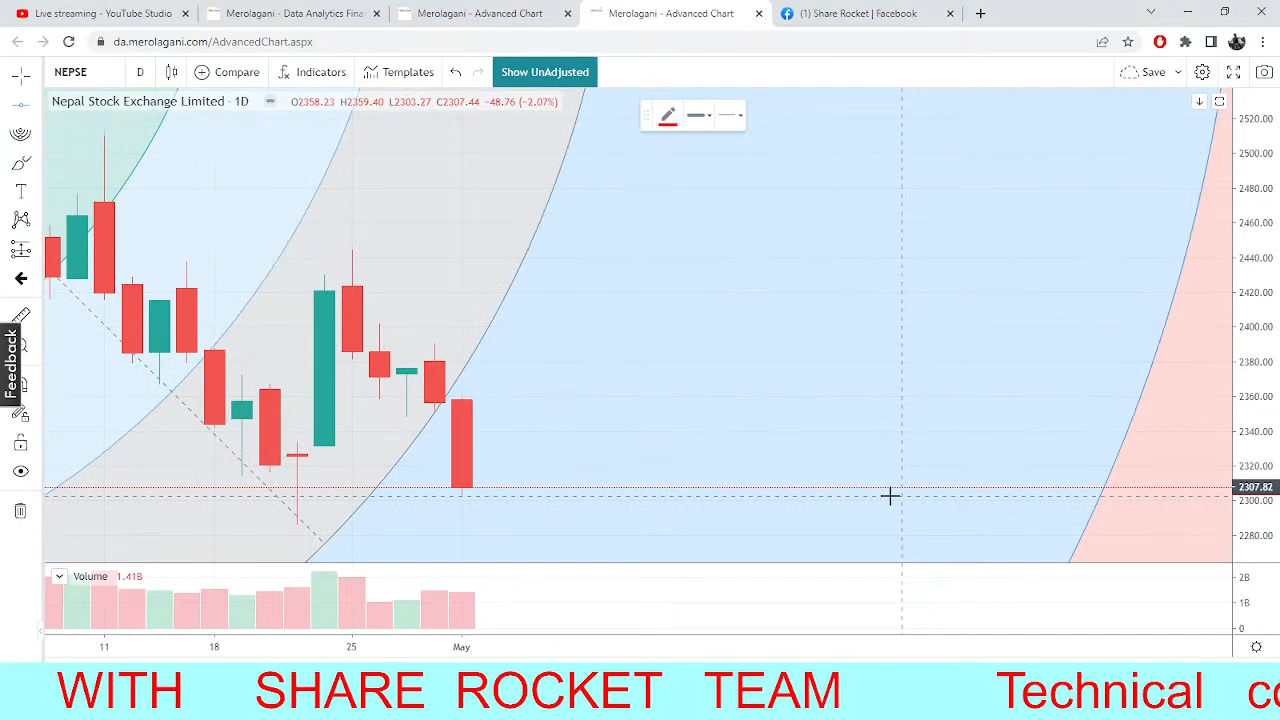 Live streaming - YouTube Studio
Merolagani - Data Analytics Fina
Merolagani - Advanced Chart
Merolagani - Advanced Chart
(1) Share Rocket | Facebook
da.merolagani.com/AdvancedChart.aspx
NEPSE
D
Compare
Indicators
Templates
Show UnAdjusted
Save
Nepal Stock Exchange Limited · 1D
O2358.23 H2359.40 L2303.27 C2307.44 −48.76 (−2.07%)
2520.00
2500.00
2480.00
2460.00
2440.00
2420.00
2400.00
2380.00
2360.00
2340.00
2320.00
2307.82
2300.00
2280.00
Feedback
Volume 1.41B
2B
1B
0
11
18
25
May
WITH SHARE ROCKET TEAM Technical co